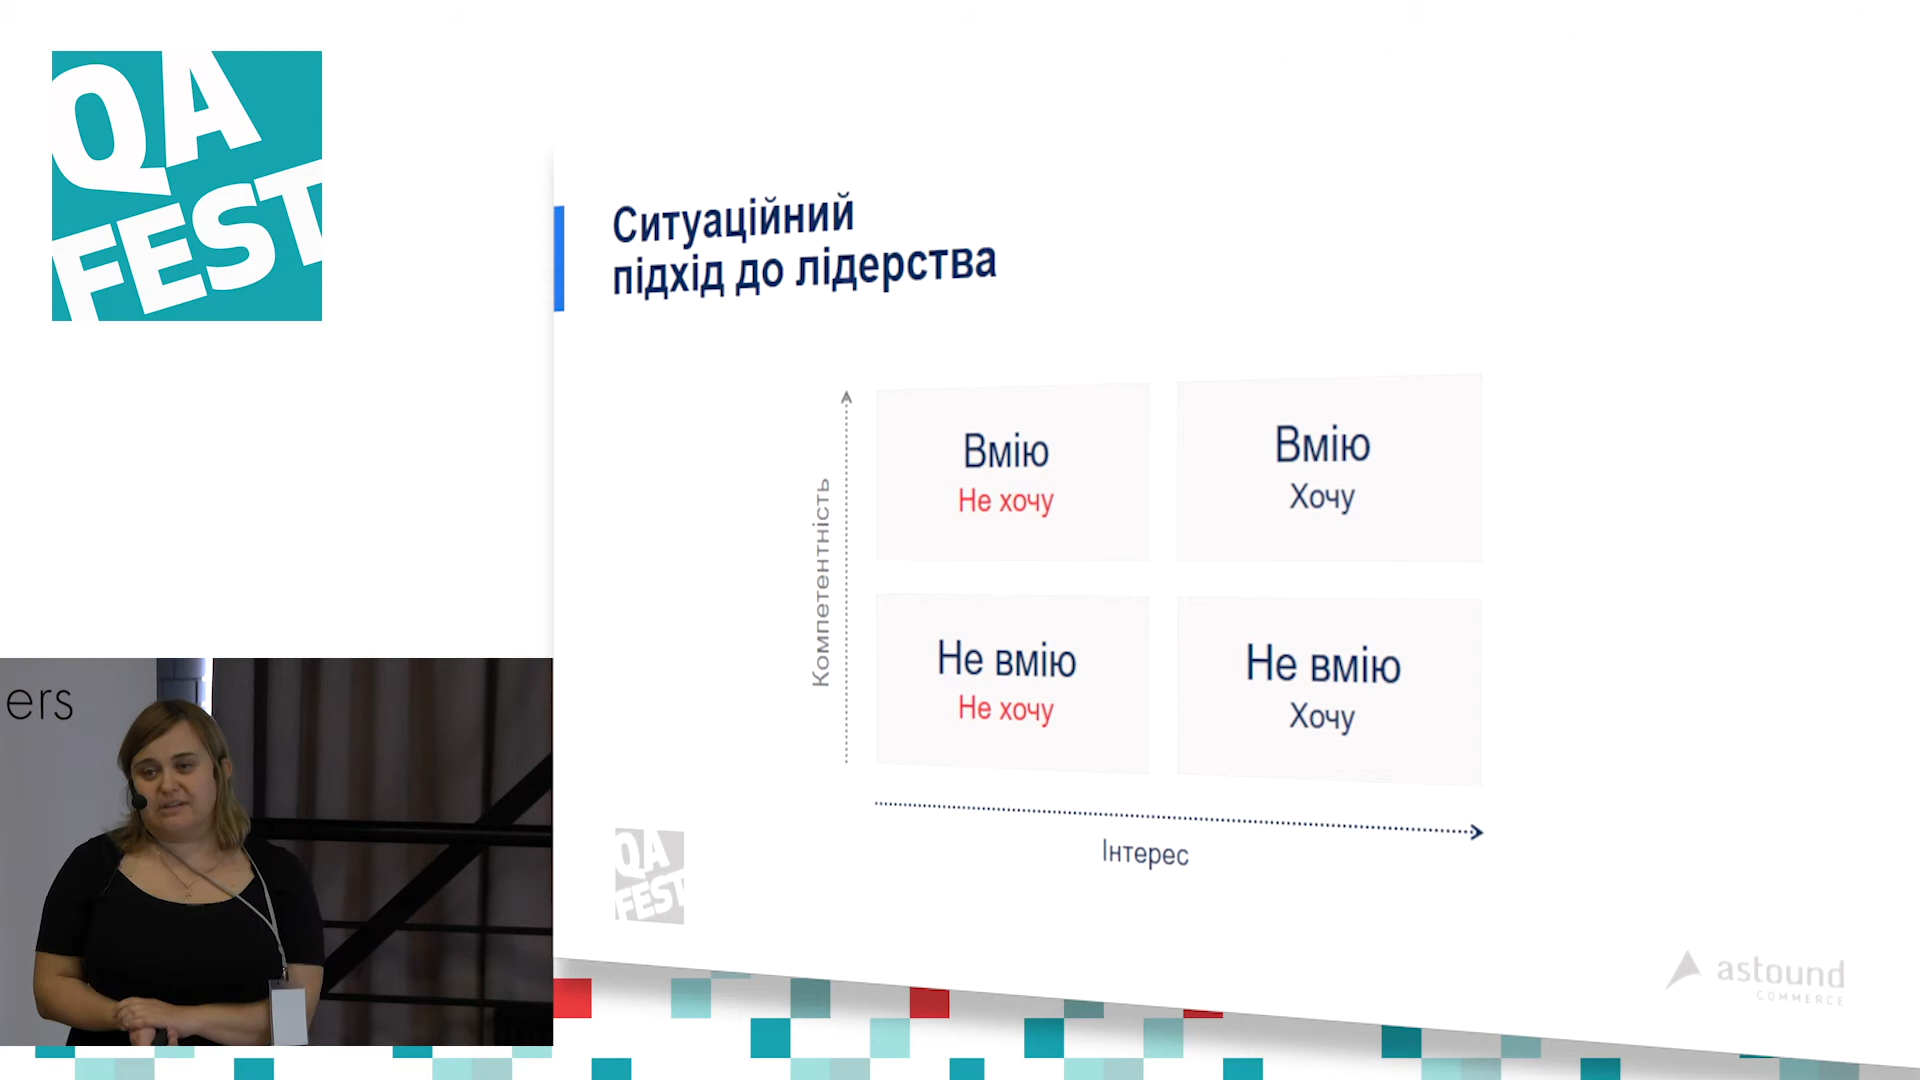 QA
FEST
Ситуаційний
підхід до лідерства
Компетентність
Вмію
Не хочу
Вмію
Хочу
Не вмію
Не хочу
Не вмію
Хочу
Інтерес
ers
QA
FEST
astound
COMMERCE